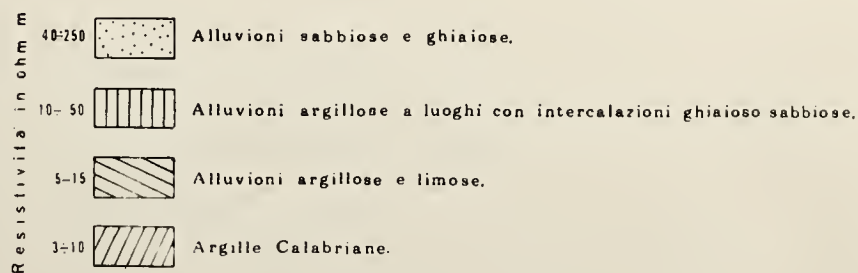 Resistività in ohm m
40÷250 Alluvioni sabbiose e ghiaiose.
10÷50 Alluvioni argillose a luoghi con intercalazioni ghiaioso sabbiose.
5-15 Alluvioni argillose e limose.
3÷10 Argille Calabriane.